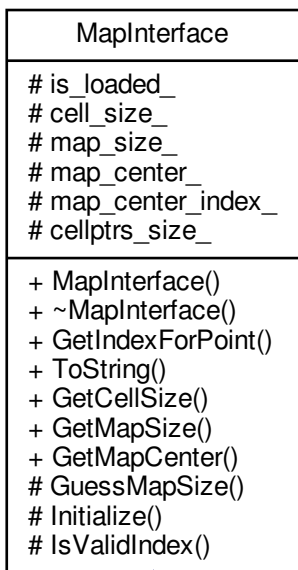 MapInterface
# is_loaded_
# cell_size_
# map_size_
# map_center_
# map_center_index_
# cellptrs_size_
+ MapInterface()
+ ~MapInterface()
+ GetIndexForPoint()
+ ToString()
+ GetCellSize()
+ GetMapSize()
+ GetMapCenter()
# GuessMapSize()
# Initialize()
# IsValidIndex()